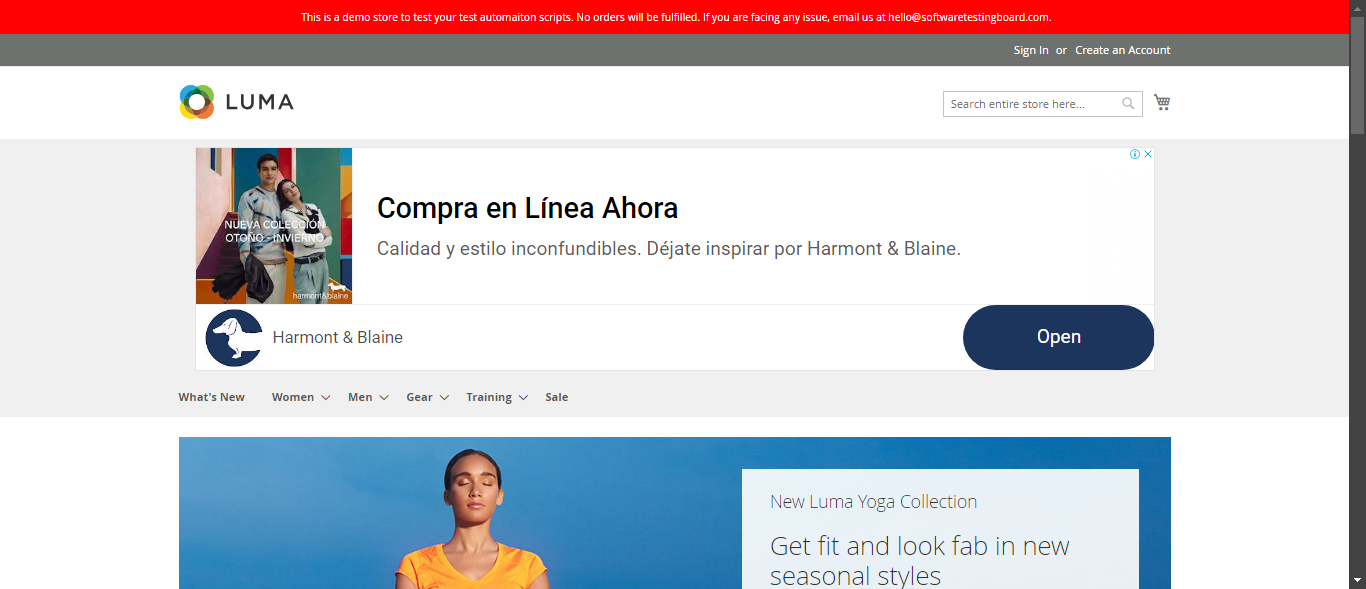 This is a demo store to test your test automaiton scripts. No orders will be fulfilled. If you are facing any issue, email us at hello@softwaretestingboard.com.
Sign In or Create an Account
LUMA
Search entire store here...
NUEVA COLECCIÓN
OTOÑO - INVIERNO
harmont&blaine
Compra en Línea Ahora
Calidad y estilo inconfundibles. Déjate inspirar por Harmont & Blaine.
Harmont & Blaine
Open
What's New Women Men Gear Training Sale
New Luma Yoga Collection
Get fit and look fab in new
seasonal styles